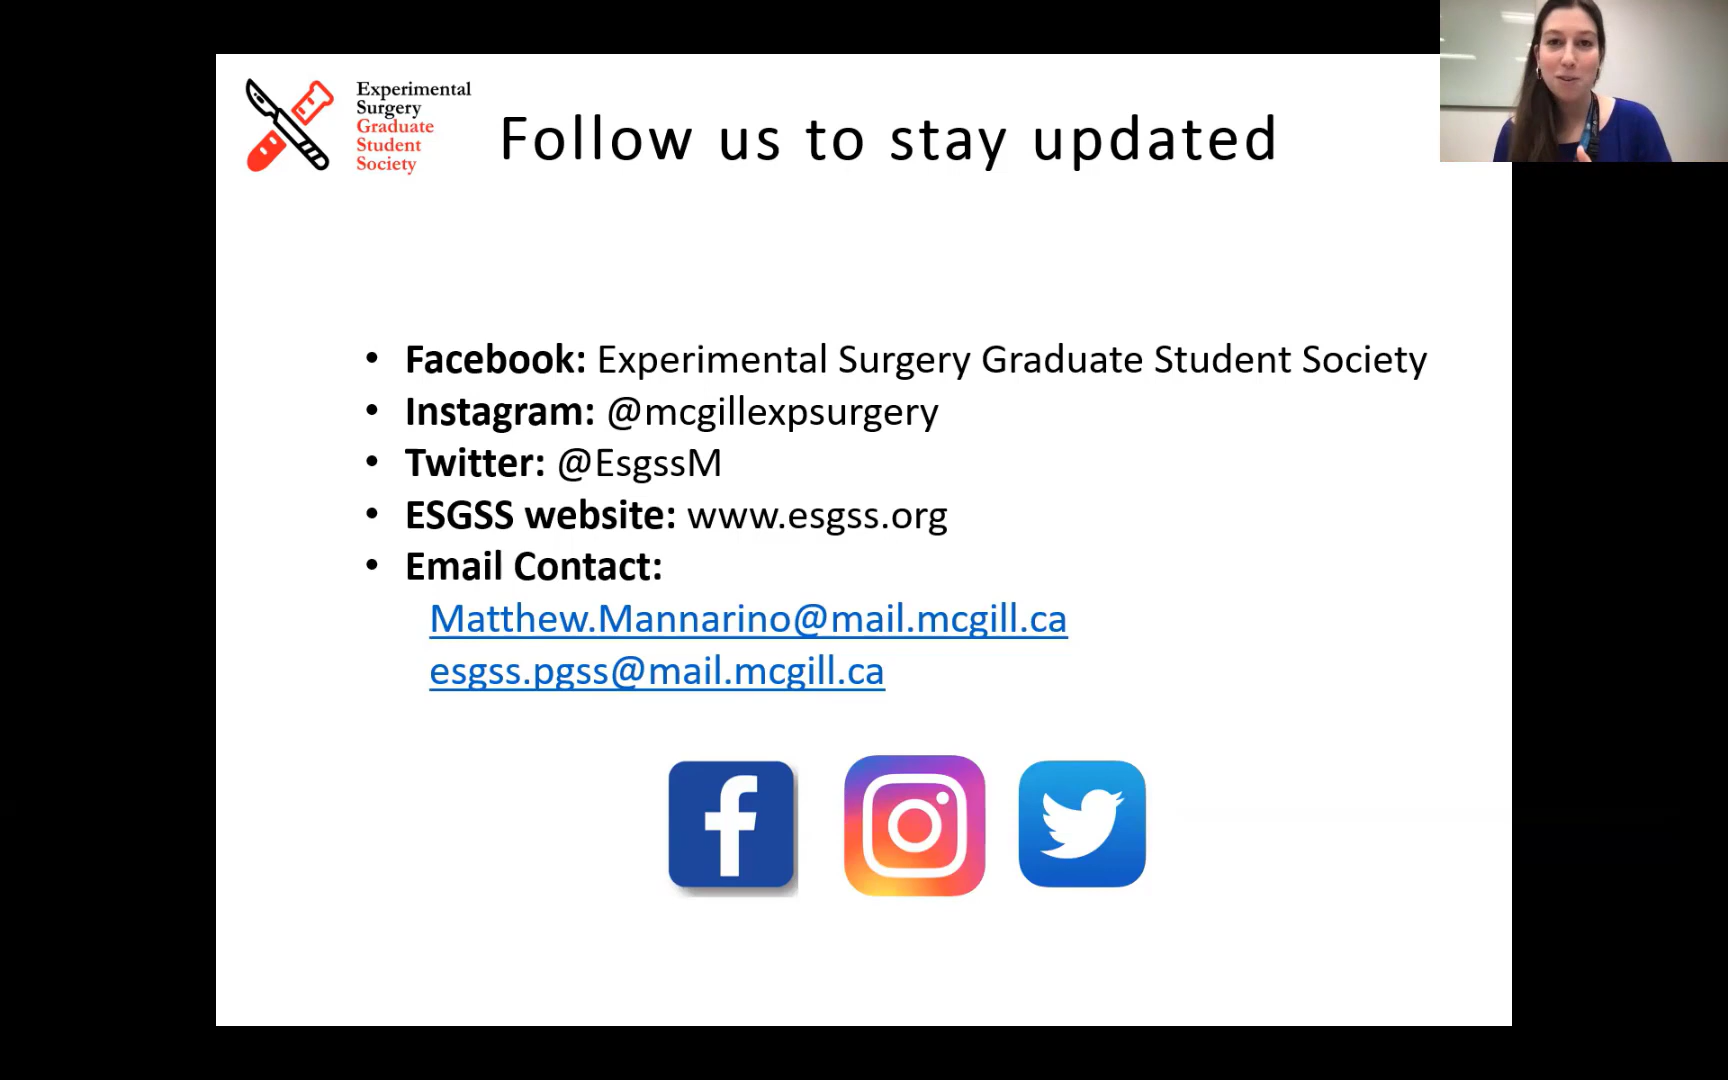 Experimental
Surgery
Graduate
Student
Society
Follow us to stay updated
• Facebook: Experimental Surgery Graduate Student Society
• Instagram: @mcgillexpsurgery
• Twitter: @EsgssM
• ESGSS website: www.esgss.org
• Email Contact:
Matthew.Mannarino@mail.mcgill.ca
esgss.pgss@mail.mcgill.ca